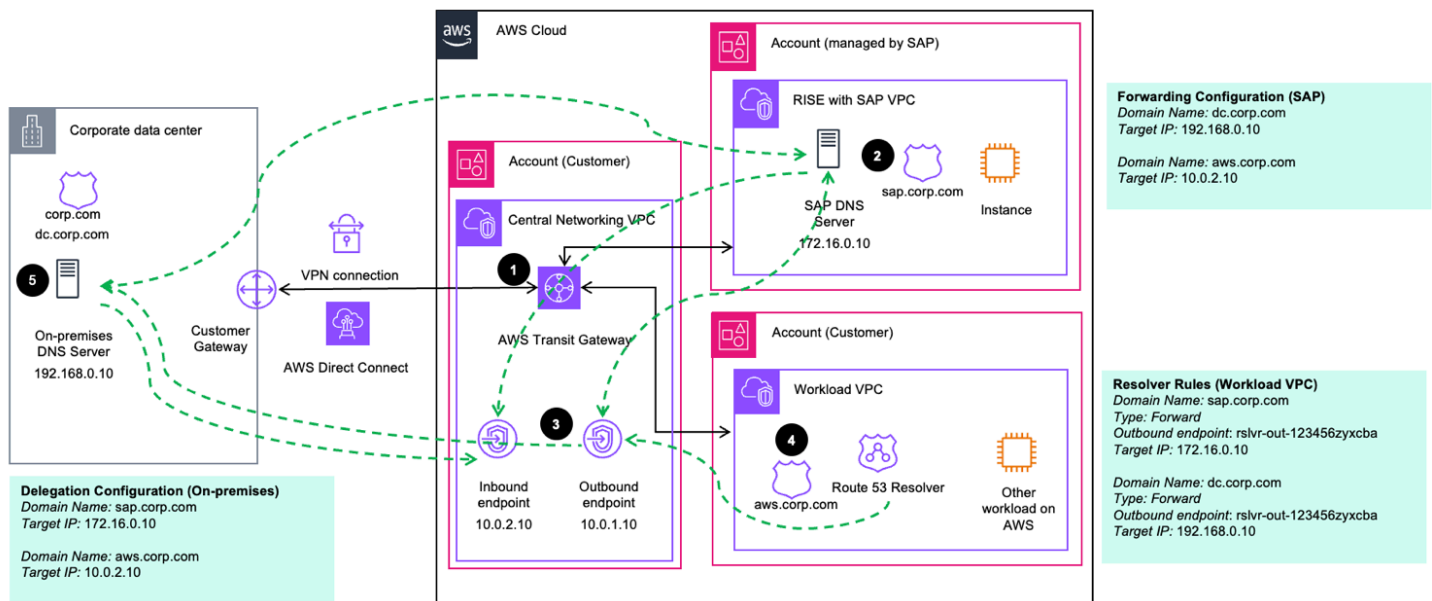 aws
AWS Cloud
Account (managed by SAP)
RISE with SAP VPC
2
sap.corp.com
SAP DNS
Server
172.16.0.10
Instance
Forwarding Configuration (SAP)
Domain Name: dc.corp.com
Target IP: 192.168.0.10
Domain Name: aws.corp.com
Target IP: 10.0.2.10
Corporate data center
corp.com
dc.corp.com
5
On-premises
DNS Server
192.168.0.10
Customer
Gateway
VPN connection
AWS Direct Connect
Account (Customer)
Central Networking VPC
1
AWS Transit Gateway
3
Inbound
endpoint
10.0.2.10
Outbound
endpoint
10.0.1.10
Account (Customer)
Workload VPC
4
aws.corp.com
Route 53 Resolver
Other
workload on
AWS
Resolver Rules (Workload VPC)
Domain Name: sap.corp.com
Type: Forward
Outbound endpoint: rslvr-out-123456zyxcba
Target IP: 172.16.0.10
Domain Name: dc.corp.com
Type: Forward
Outbound endpoint: rslvr-out-123456zyxcba
Target IP: 192.168.0.10
Delegation Configuration (On-premises)
Domain Name: sap.corp.com
Target IP: 172.16.0.10
Domain Name: aws.corp.com
Target IP: 10.0.2.10